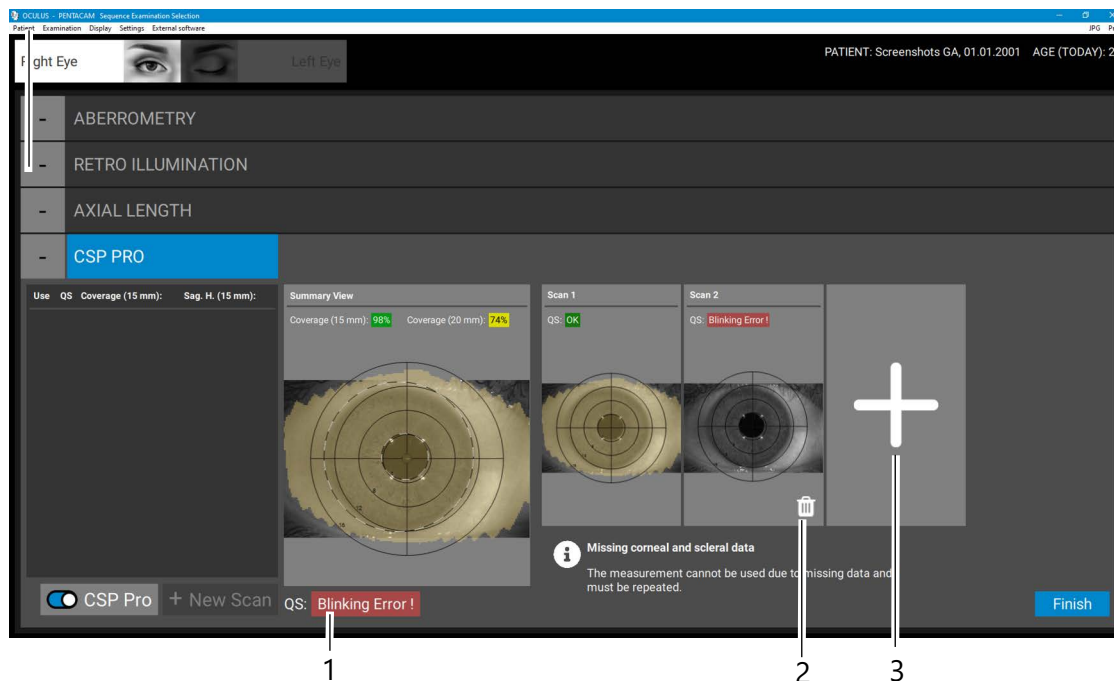 OCULUS - PENTACAM Sequence Examination Selection
Patient Examination Display Settings External software JPG
Right Eye Left Eye PATIENT: Screenshots GA, 01.01.2001 AGE (TODAY): 2
- ABERROMETRY
- RETRO ILLUMINATION
- AXIAL LENGTH
- CSP PRO
Use QS Coverage (15 mm): Sag. H. (15 mm):
Summary View
Coverage (15 mm): 98% Coverage (20 mm): 74%
Scan 1
QS: OK
Scan 2
QS: Blinking Error !
Missing corneal and scleral data
The measurement cannot be used due to missing data and
must be repeated.
CSP Pro + New Scan QS: Blinking Error ! Finish
1 2 3